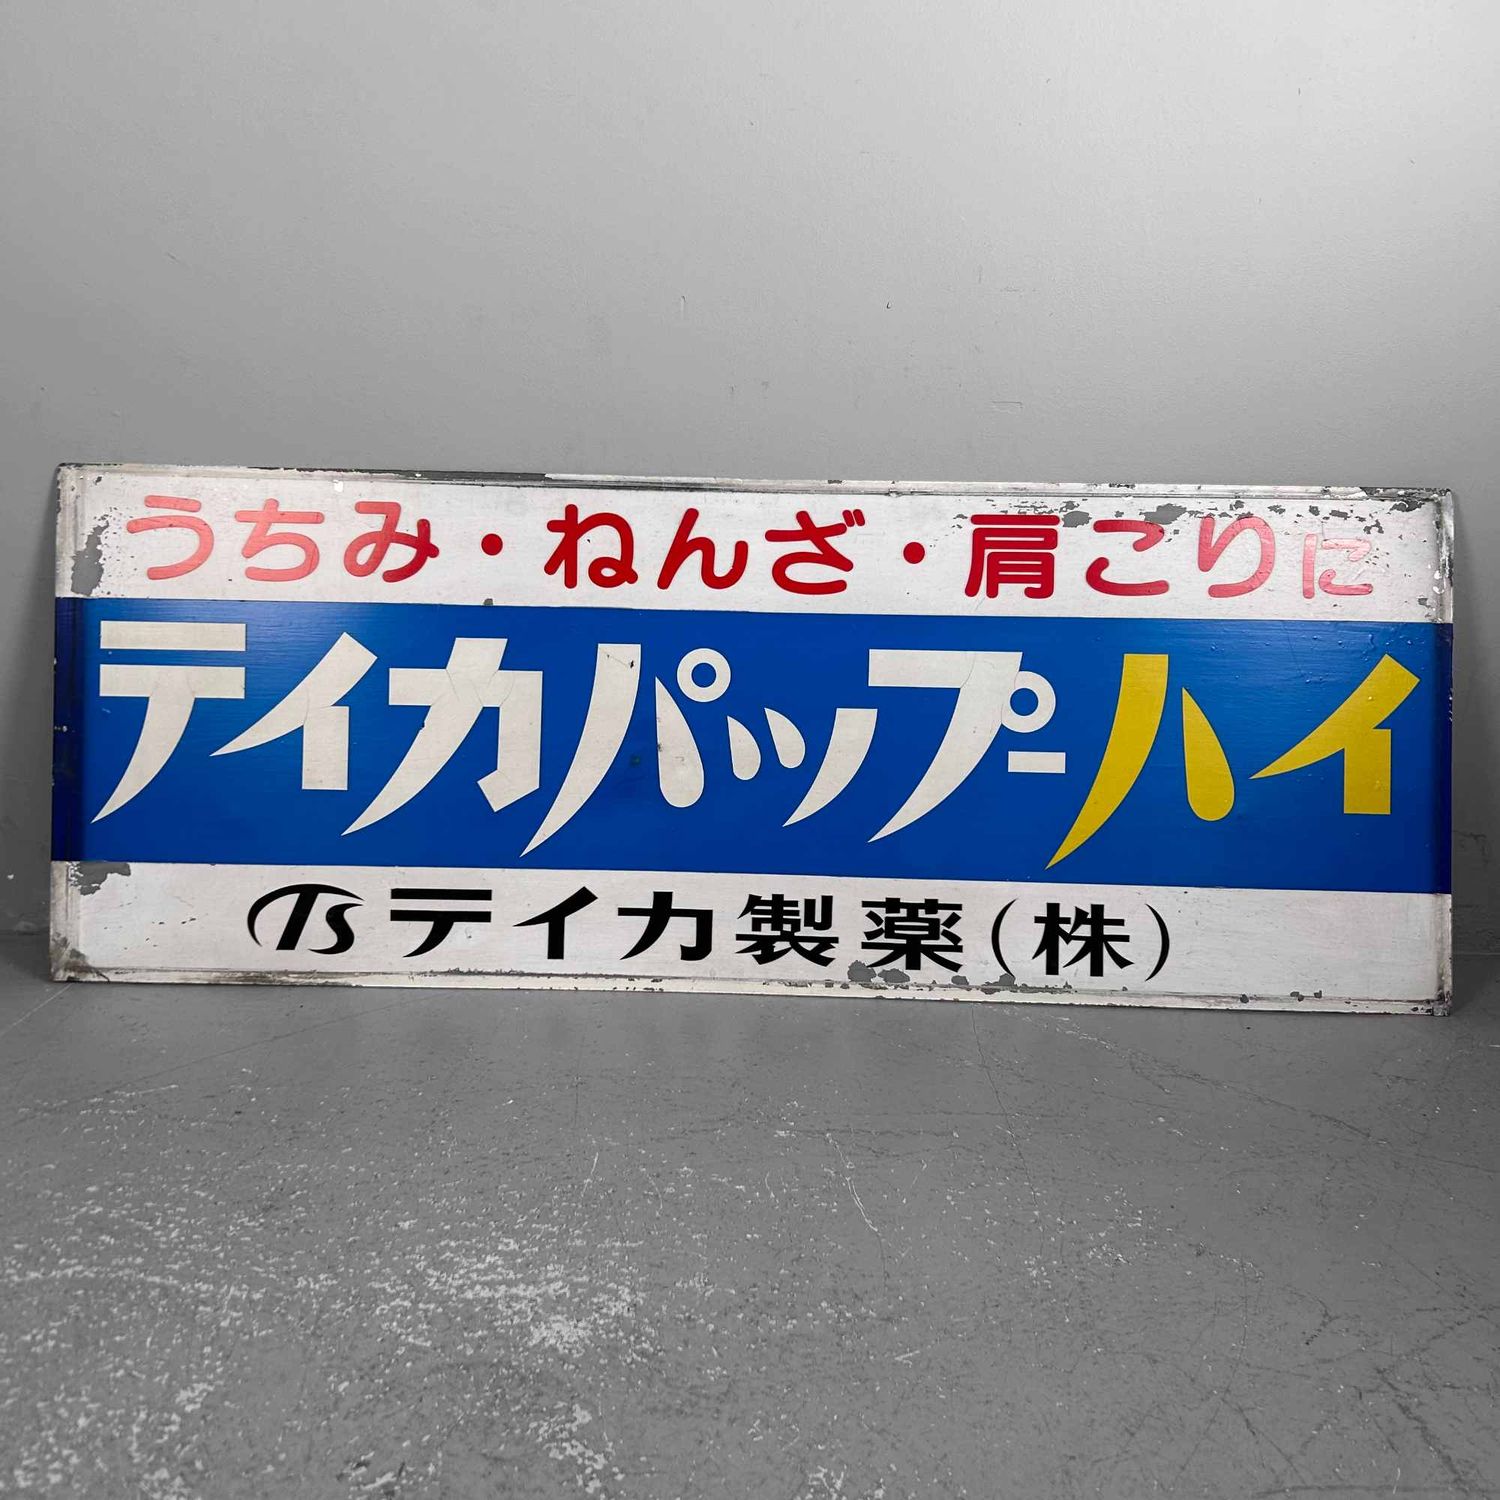 うちみ・ねんざ・肩こりに
テイカパップーハイ
TS テイカ製薬(株)